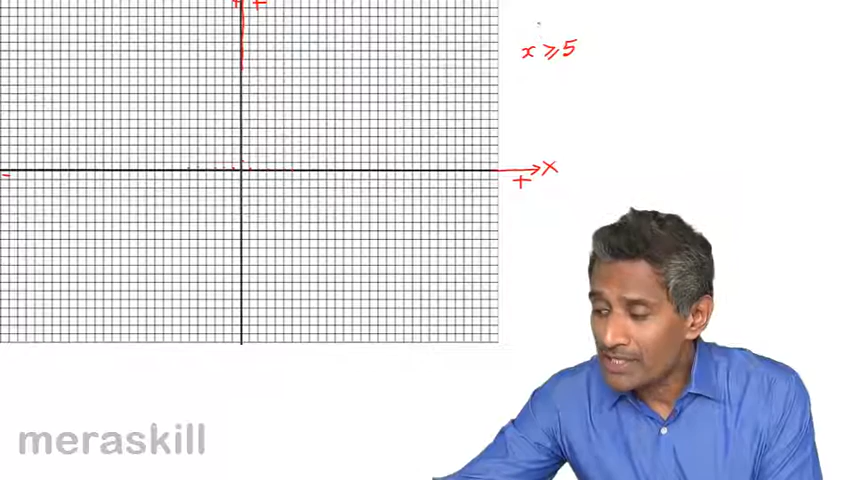 +
x ≥ 5
X
-
+
meraskill